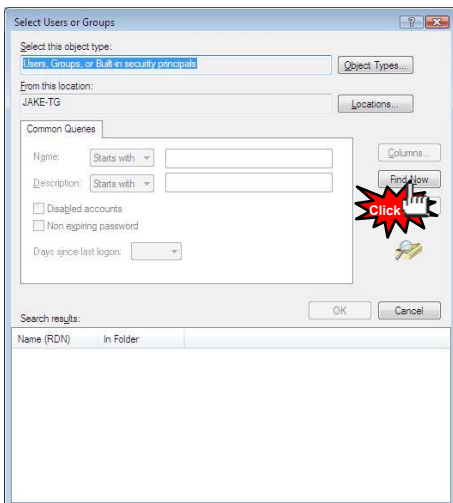 Select Users or Groups
Select this object type:
Users, Groups, or Built-in security principals
Object Types...
From this location:
JAKE-TG
Locations...
Common Queries
Name:
Starts with
Columns...
Description:
Starts with
Find Now
Click
Disabled accounts
Non expiring password
Days since last logon:
OK
Cancel
Search results:
Name (RDN)
In Folder